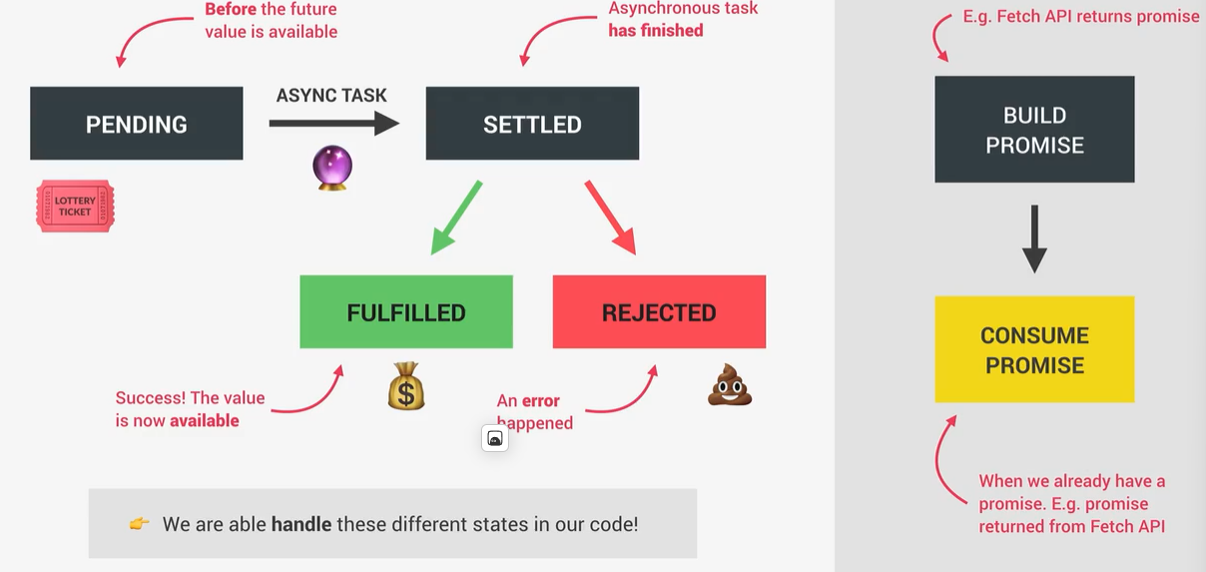 Before the future
value is available
Asynchronous task
has finished
E.g. Fetch API returns promise
PENDING
ASYNC TASK
SETTLED
BUILD
PROMISE
LOTTERY
TICKET
FULFILLED
REJECTED
CONSUME
PROMISE
Success! The value
is now available
$
An error
happened
When we already have a
promise. E.g. promise
returned from Fetch API
We are able handle these different states in our code!